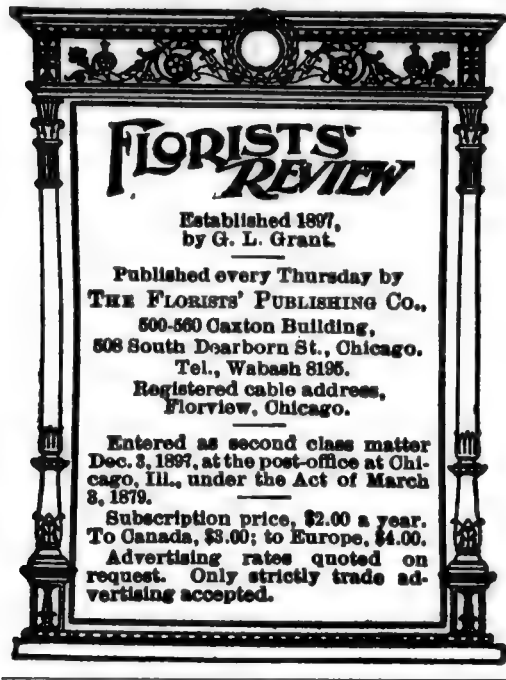 FLORISTS'
REVIEW
Established 1897,
by G. L. Grant.
Published every Thursday by
THE FLORISTS' PUBLISHING CO.,
500-560 Caxton Building,
508 South Dearborn St., Chicago.
Tel., Wabash 8195.
Registered cable address,
Florview, Chicago.
Entered as second class matter
Dec. 3, 1897, at the post-office at Chi-
cago, Ill., under the Act of March
3, 1879.
Subscription price, $2.00 a year.
To Canada, $3.00; to Europe, $4.00.
Advertising rates quoted on
request. Only strictly trade ad-
vertising accepted.